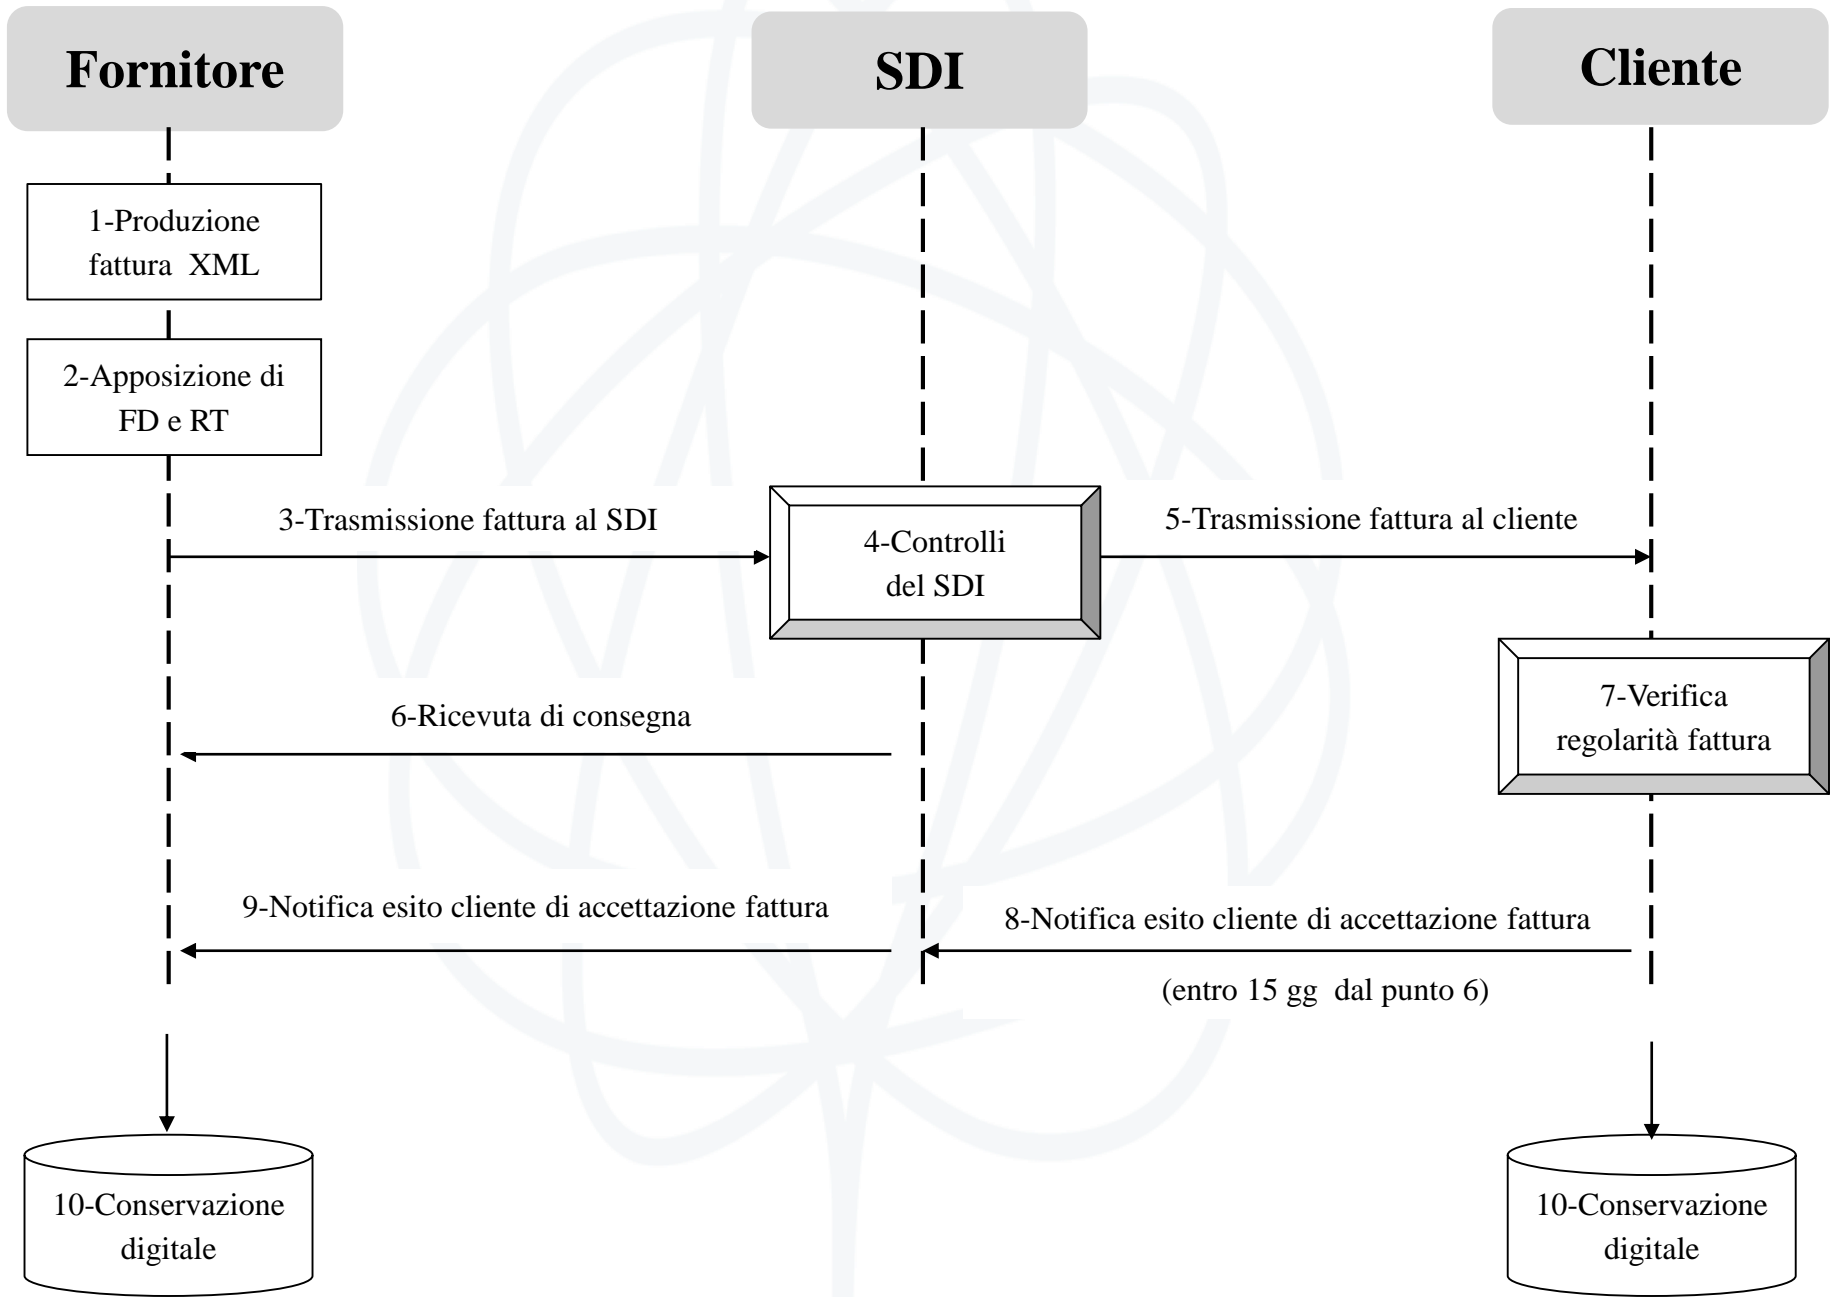 Fornitore
SDI
Cliente
1-Produzione
fattura XML
2-Apposizione di
FD e RT
3-Trasmissione fattura al SDI
4-Controlli
del SDI
5-Trasmissione fattura al cliente
6-Ricevuta di consegna
7-Verifica
regolarità fattura
9-Notifica esito cliente di accettazione fattura
8-Notifica esito cliente di accettazione fattura
(entro 15 gg dal punto 6)
10-Conservazione
digitale
10-Conservazione
digitale